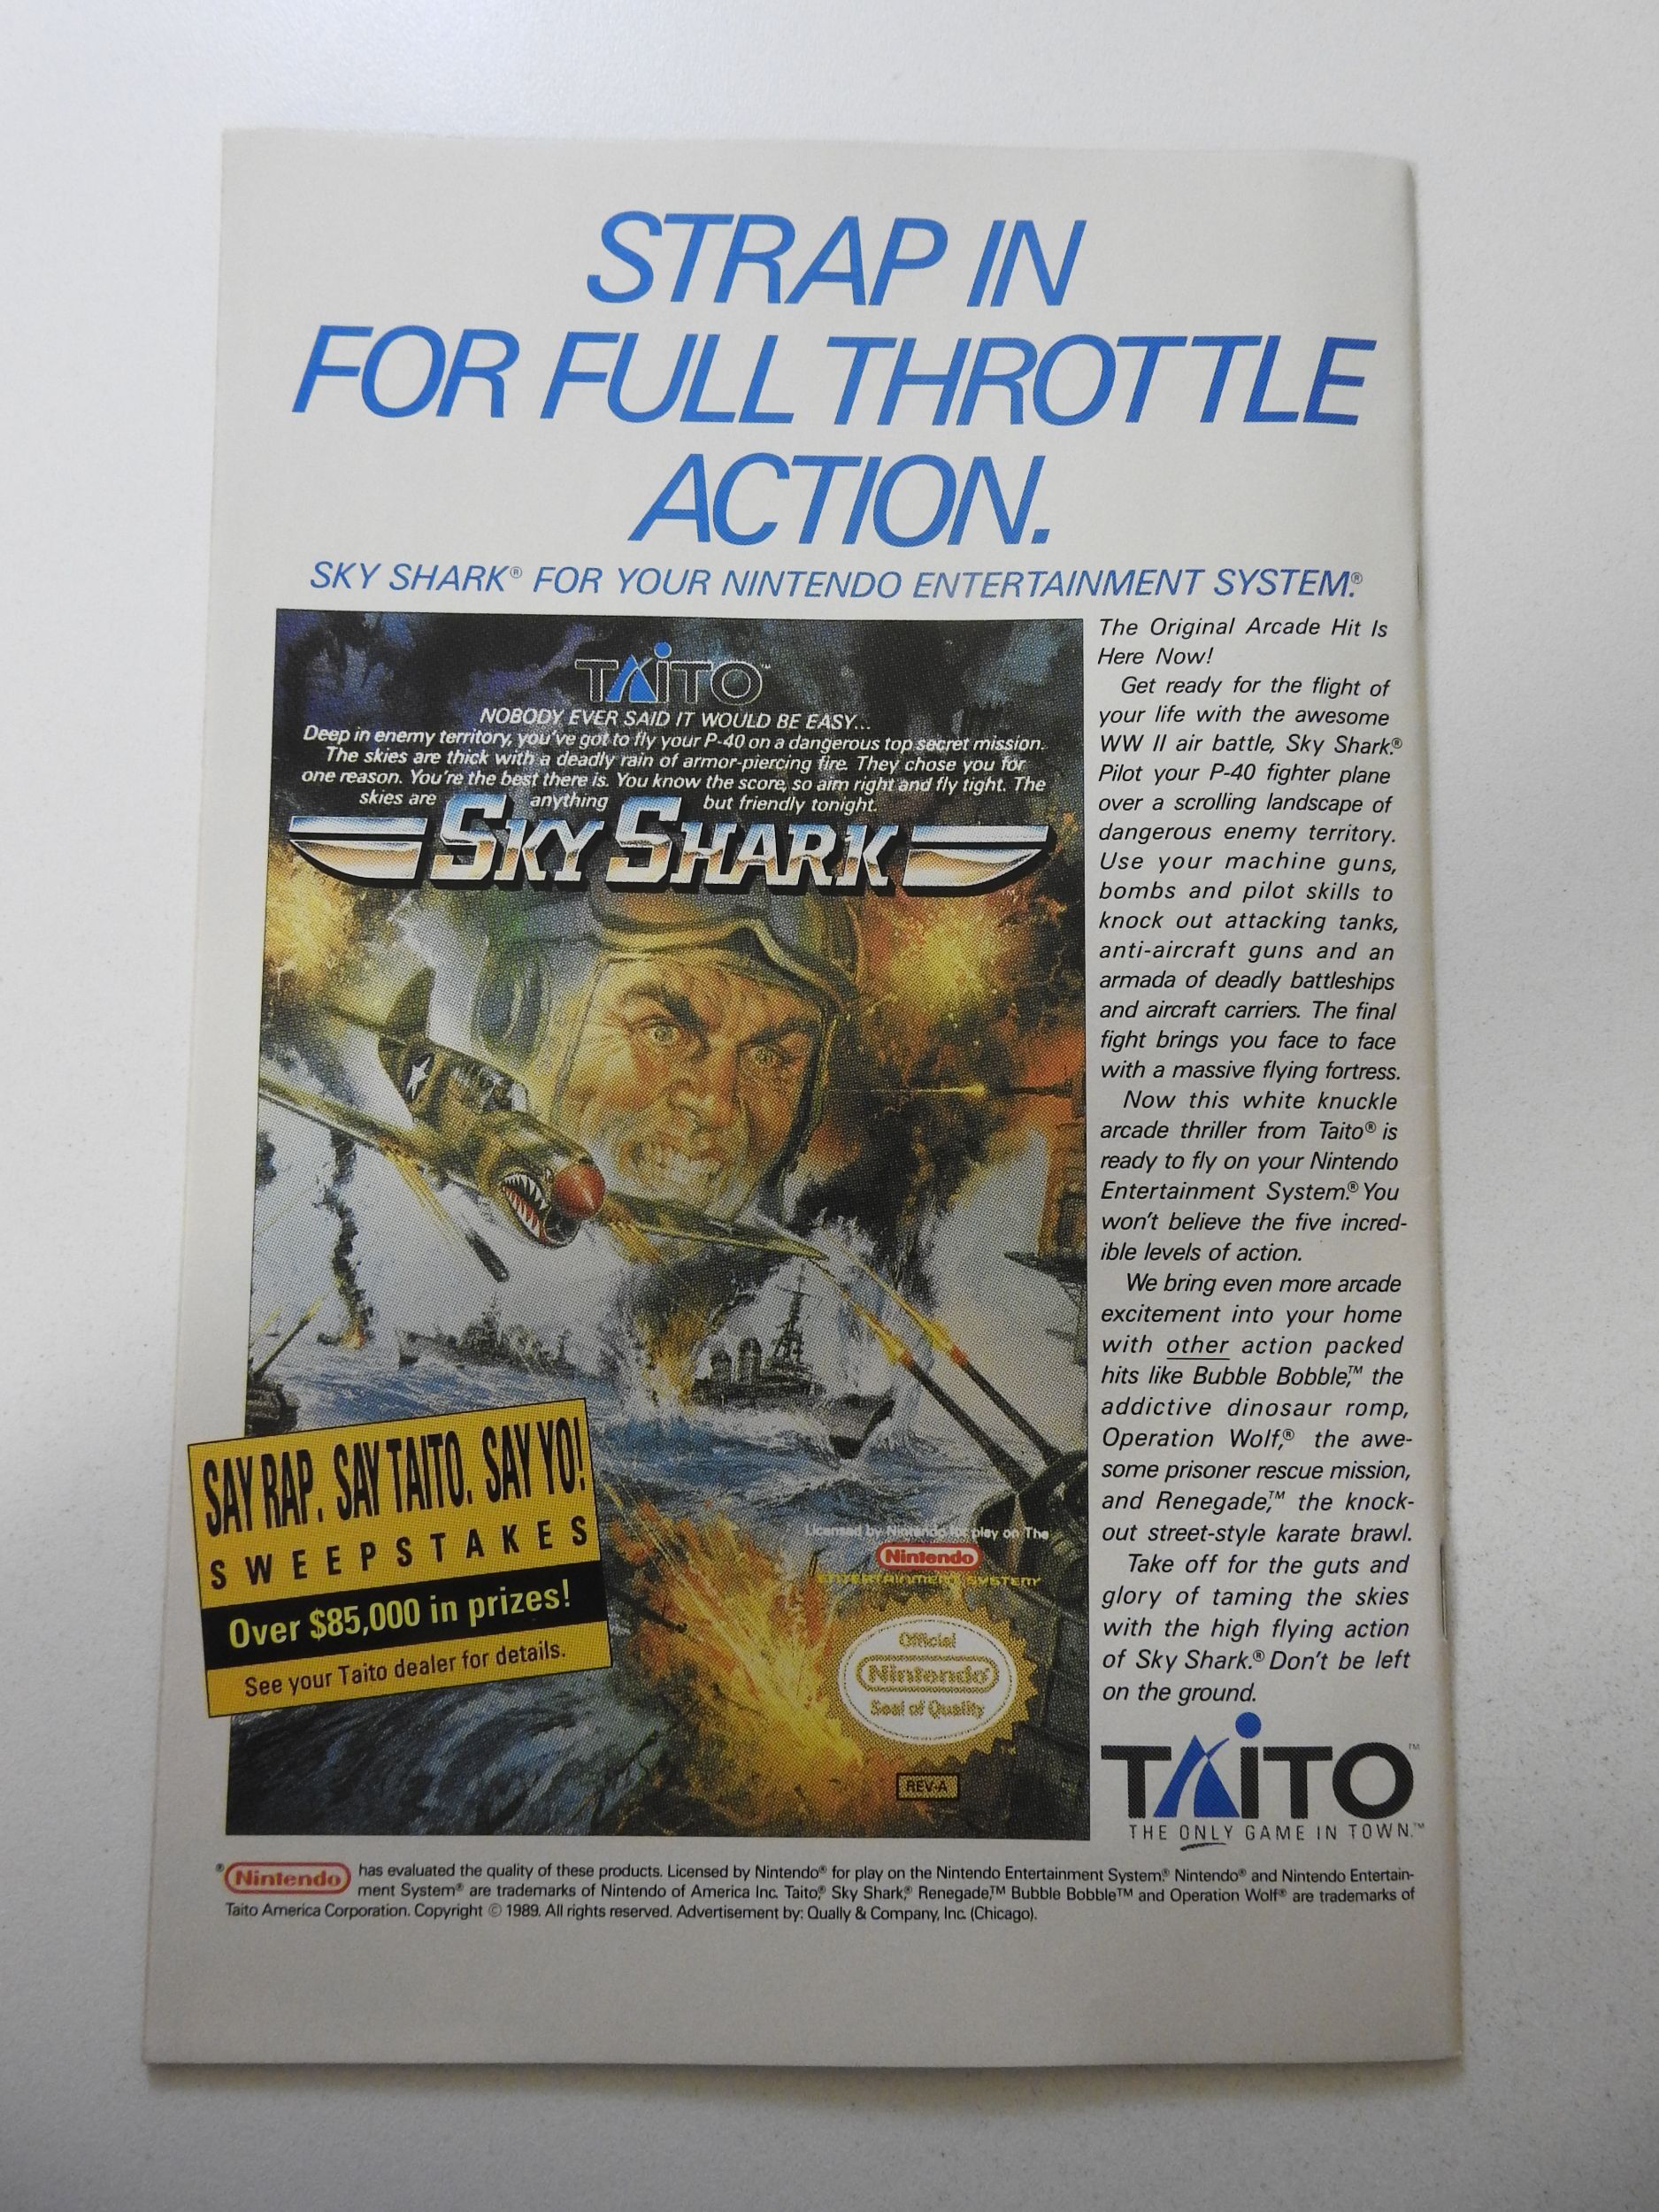 STRAP IN
FOR FULL THROTTLE
ACTION.
SKY SHARK® FOR YOUR NINTENDO ENTERTAINMENT SYSTEM.®
TAITO™
NOBODY EVER SAID IT WOULD BE EASY...
Deep in enemy territory, you've got to fly your P-40 on a dangerous top secret mission.
The skies are thick with a deadly rain of armor-piercing fire. They chose you for
one reason. You're the best there is. You know the score, so aim right and fly tight. The
skies are anything but friendly tonight.
SKY SHARK
SAY RAP. SAY TAITO. SAY YO!
SWEEPSTAKES
Over $85,000 in prizes!
See your Taito dealer for details.
Licensed by Nintendo for play on The
Nintendo
ENTERTAINMENT SYSTEM
Official
Nintendo®
Seal of Quality
TM
REV-A
The Original Arcade Hit Is
Here Now!
Get ready for the flight of
your life with the awesome
WW II air battle, Sky Shark.®
Pilot your P-40 fighter plane
over a scrolling landscape of
dangerous enemy territory.
Use your machine guns,
bombs and pilot skills to
knock out attacking tanks,
anti-aircraft guns and an
armada of deadly battleships
and aircraft carriers. The final
fight brings you face to face
with a massive flying fortress.
Now this white knuckle
arcade thriller from Taito® is
ready to fly on your Nintendo
Entertainment System.® You
won't believe the five incred-
ible levels of action.
We bring even more arcade
excitement into your home
with other action packed
hits like Bubble Bobble,™ the
addictive dinosaur romp,
Operation Wolf,® the awe-
some prisoner rescue mission,
and Renegade,™ the knock-
out street-style karate brawl.
Take off for the guts and
glory of taming the skies
with the high flying action
of Sky Shark.® Don't be left
on the ground.
TAITO™
THE ONLY GAME IN TOWN.™
® Nintendo has evaluated the quality of these products. Licensed by Nintendo® for play on the Nintendo Entertainment System.® Nintendo® and Nintendo Entertain-
ment System® are trademarks of Nintendo of America Inc. Taito,® Sky Shark,® Renegade,™ Bubble Bobble™ and Operation Wolf® are trademarks of
Taito America Corporation. Copyright © 1989. All rights reserved. Advertisement by: Qually & Company, Inc. (Chicago).